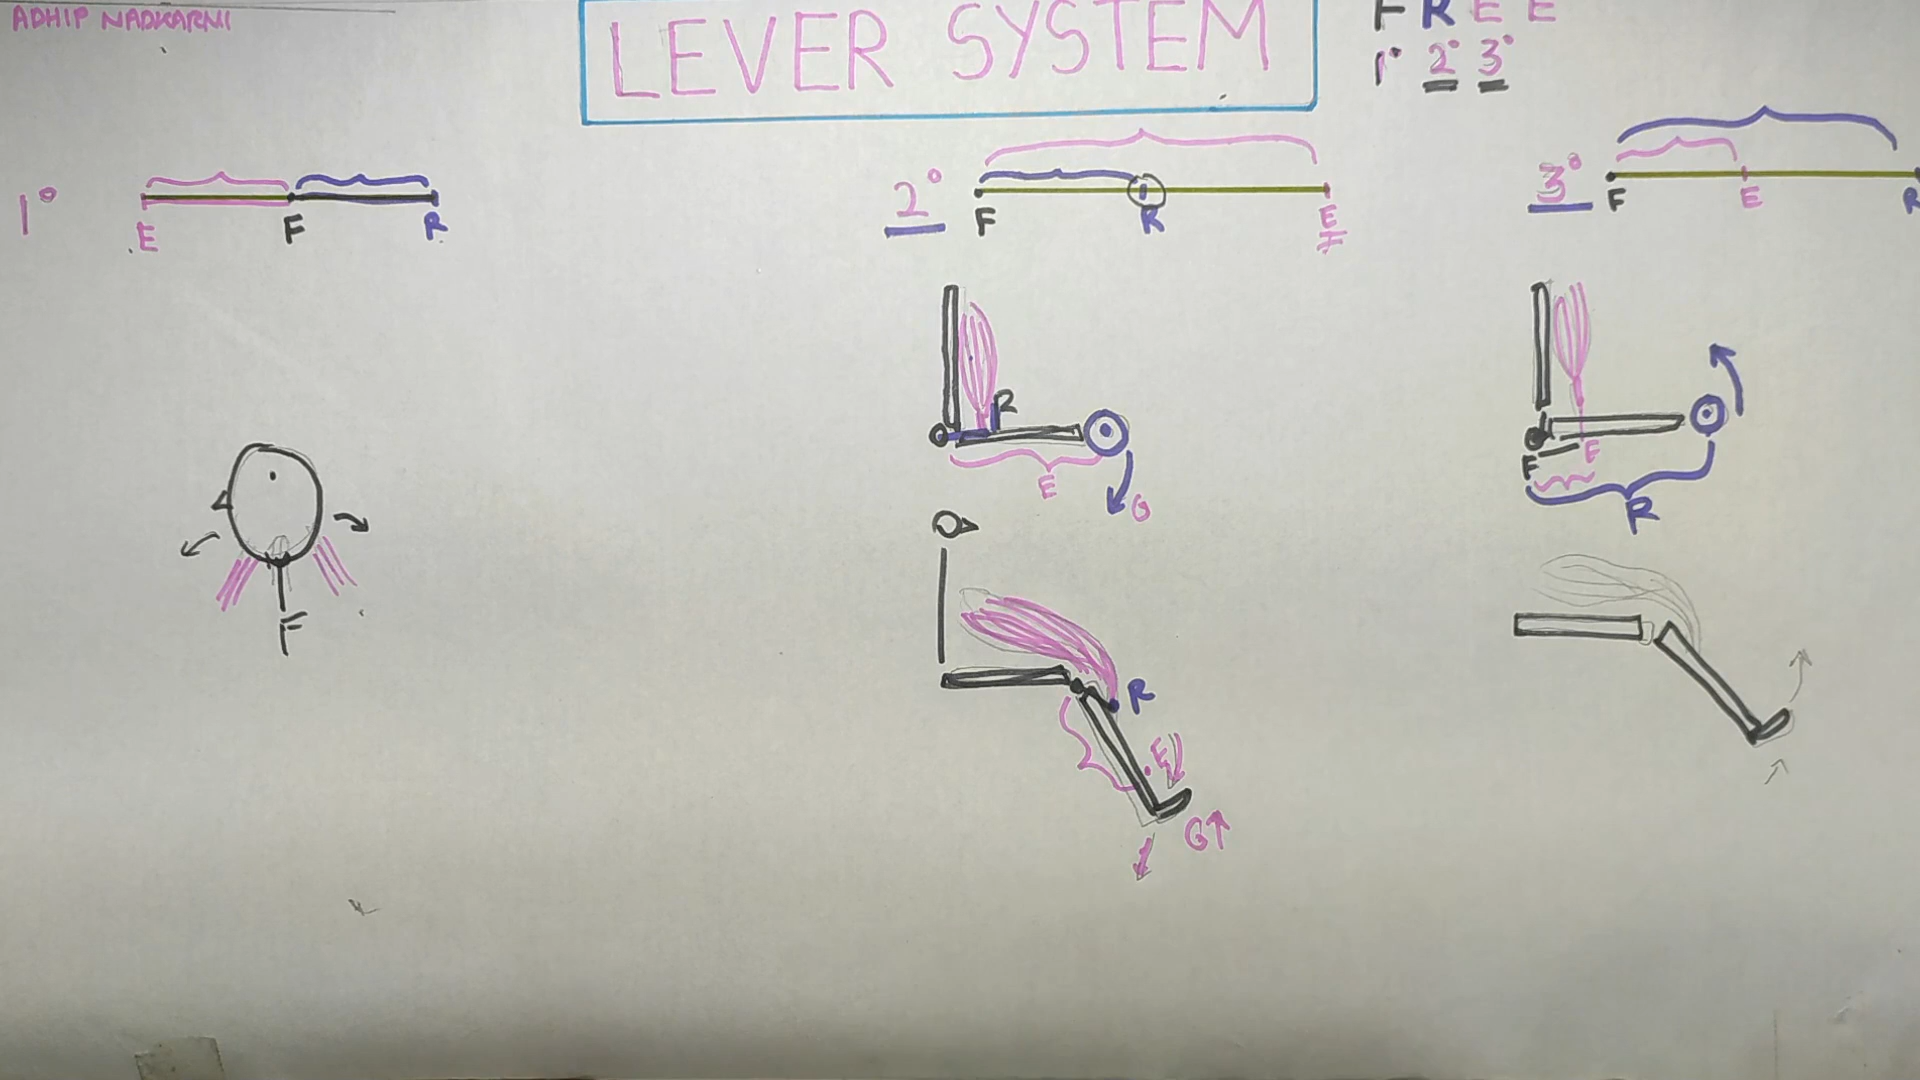 ADHIP NADKARNI
LEVER SYSTEM
F R E E
1° 2° 3°
1°
E F R
2°
F R E
3°
F E R
R
E
G
F E
R
F
R
E
G↑